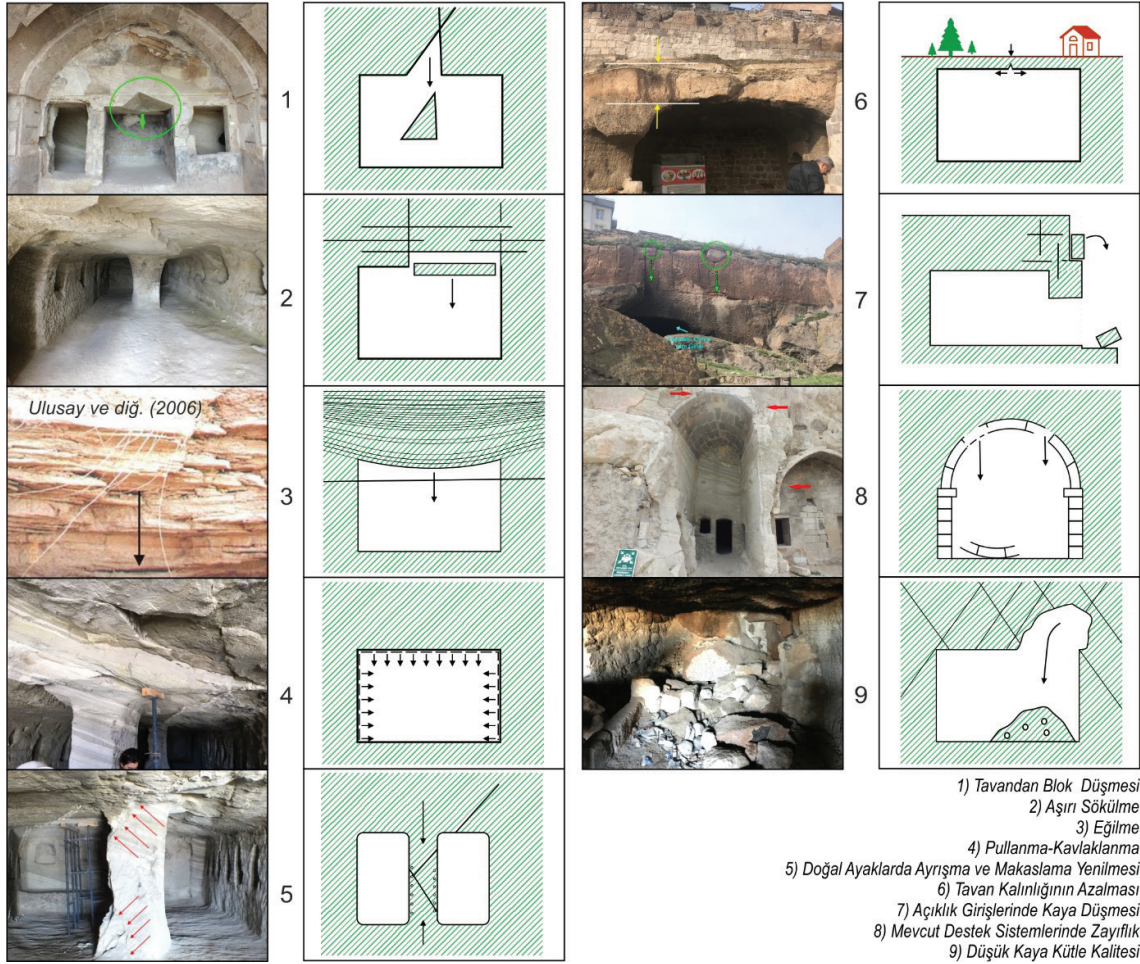 1
2
Ulusay ve diğ. (2006)
3
4
5
6
7
8
9
1) Tavandan Blok Düşmesi
2) Aşırı Sökülme
3) Eğilme
4) Pullanma-Kavlaklanma
5) Doğal Ayaklarda Ayrışma ve Makaslama Yenilmesi
6) Tavan Kalınlığının Azalması
7) Açıklık Girişlerinde Kaya Düşmesi
8) Mevcut Destek Sistemlerinde Zayıflık
9) Düşük Kaya Kütle Kalitesi